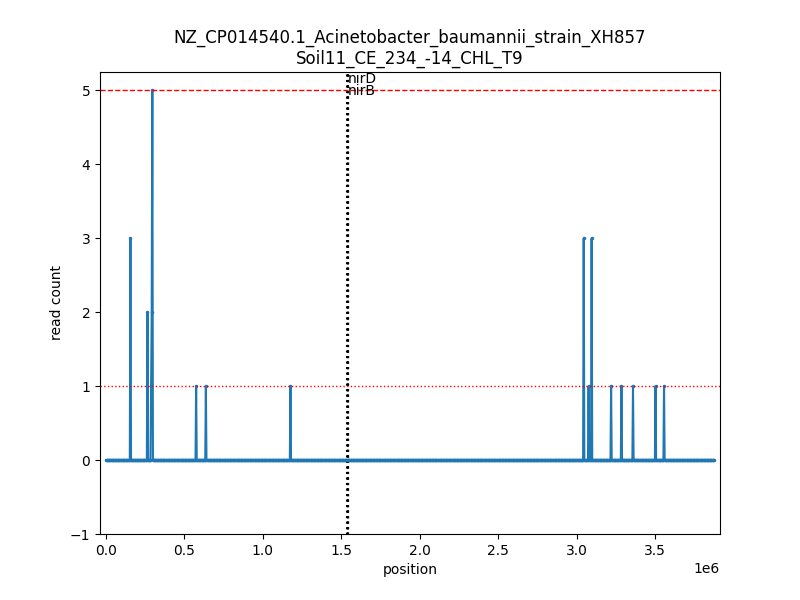 NZ_CP014540.1_Acinetobacter_baumannii_strain_XH857
Soil11_CE_234_-14_CHL_T9
nirD
nirB
5
4
3
2
1
0
−1
read count
0.0 0.5 1.0 1.5 2.0 2.5 3.0 3.5
1e6
position